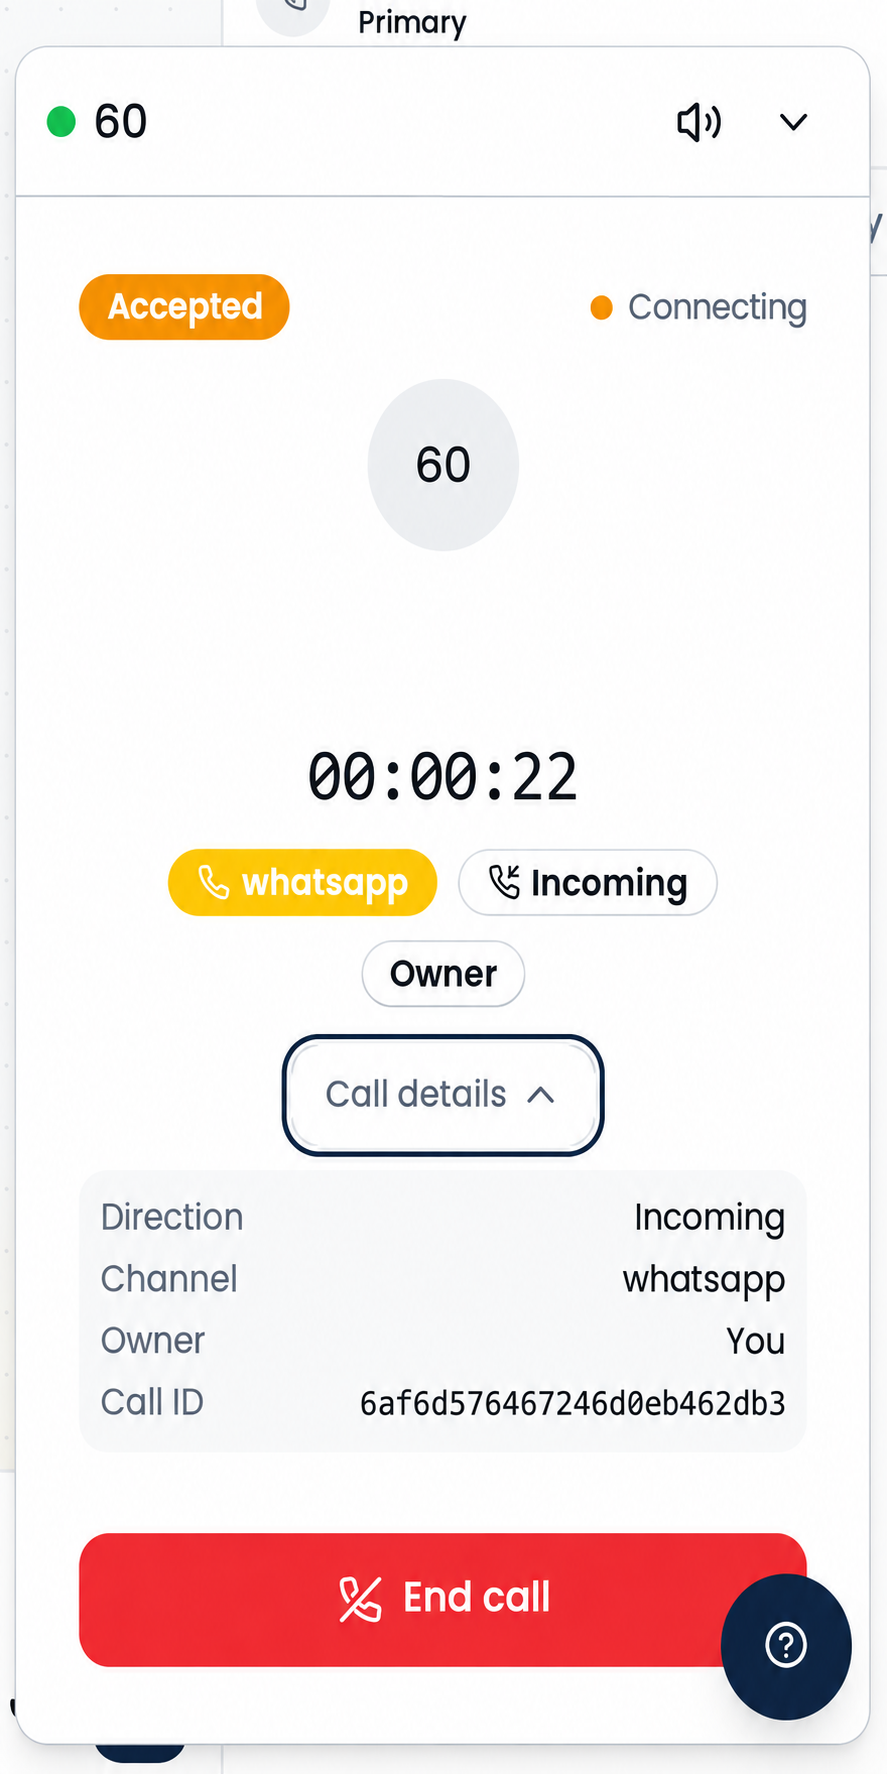 Primary
60
Accepted
Connecting
60
00:00:22
whatsapp
Incoming
Owner
Call details
Direction Incoming
Channel whatsapp
Owner You
Call ID 6af6d576467246d0eb462db3
End call